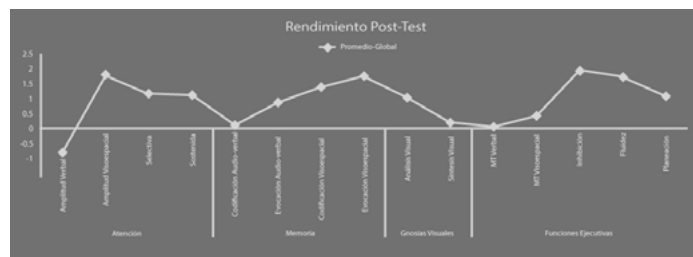 Rendimiento Post-Test
Promedio-Global
2.5
2
1.5
1
0.5
0
-0.5
-1
Amplitud Verbal
Amplitud Visoespacial
Selectiva
Sostenida
Codificación Audio-verbal
Evocación Audio-verbal
Codificación Visoespacial
Evocación Visoespacial
Análisis Visual
Síntesis Visual
MT Verbal
MT Visoespacial
Inhibición
Fluidez
Planeación
Atención
Memoria
Gnosias Visuales
Funciones Ejecutivas